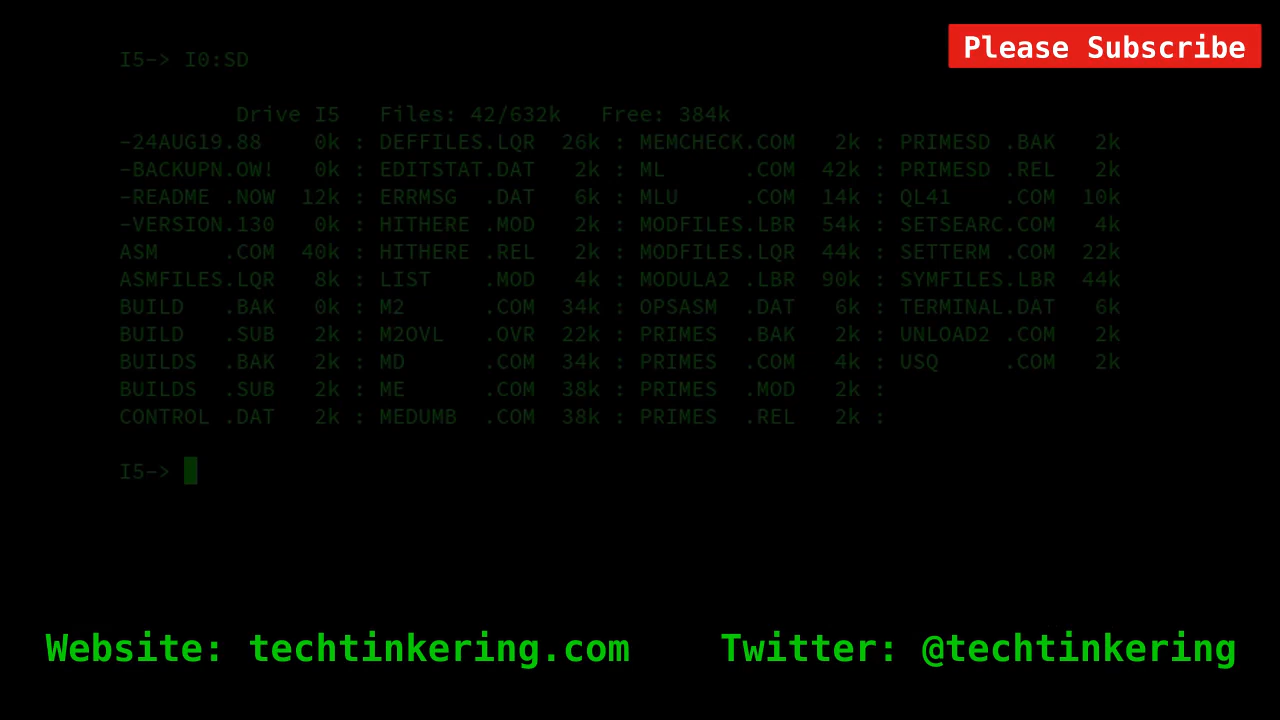 Please Subscribe
I5-> I0:SD
Drive I5 Files: 42/632k Free: 384k
-24AUG19.88 0k : DEFFILES.LQR 26k : MEMCHECK.COM 2k : PRIMESD .BAK 2k
-BACKUPN.OW! 0k : EDITSTAT.DAT 2k : ML .COM 42k : PRIMESD .REL 2k
-README .NOW 12k : ERRMSG .DAT 6k : MLU .COM 14k : QL41 .COM 10k
-VERSION.130 0k : HITHERE .MOD 2k : MODFILES.LBR 54k : SETSEARC.COM 4k
ASM .COM 40k : HITHERE .REL 2k : MODFILES.LQR 44k : SETTERM .COM 22k
ASMFILES.LQR 8k : LIST .MOD 4k : MODULA2 .LBR 90k : SYMFILES.LBR 44k
BUILD .BAK 0k : M2 .COM 34k : OPSASM .DAT 6k : TERMINAL.DAT 6k
BUILD .SUB 2k : M2OVL .OVR 22k : PRIMES .BAK 2k : UNLOAD2 .COM 2k
BUILDS .BAK 2k : MD .COM 34k : PRIMES .COM 4k : USQ .COM 2k
BUILDS .SUB 2k : ME .COM 38k : PRIMES .MOD 2k :
CONTROL .DAT 2k : MEDUMB .COM 38k : PRIMES .REL 2k :
I5->
Website: techtinkering.com Twitter: @techtinkering